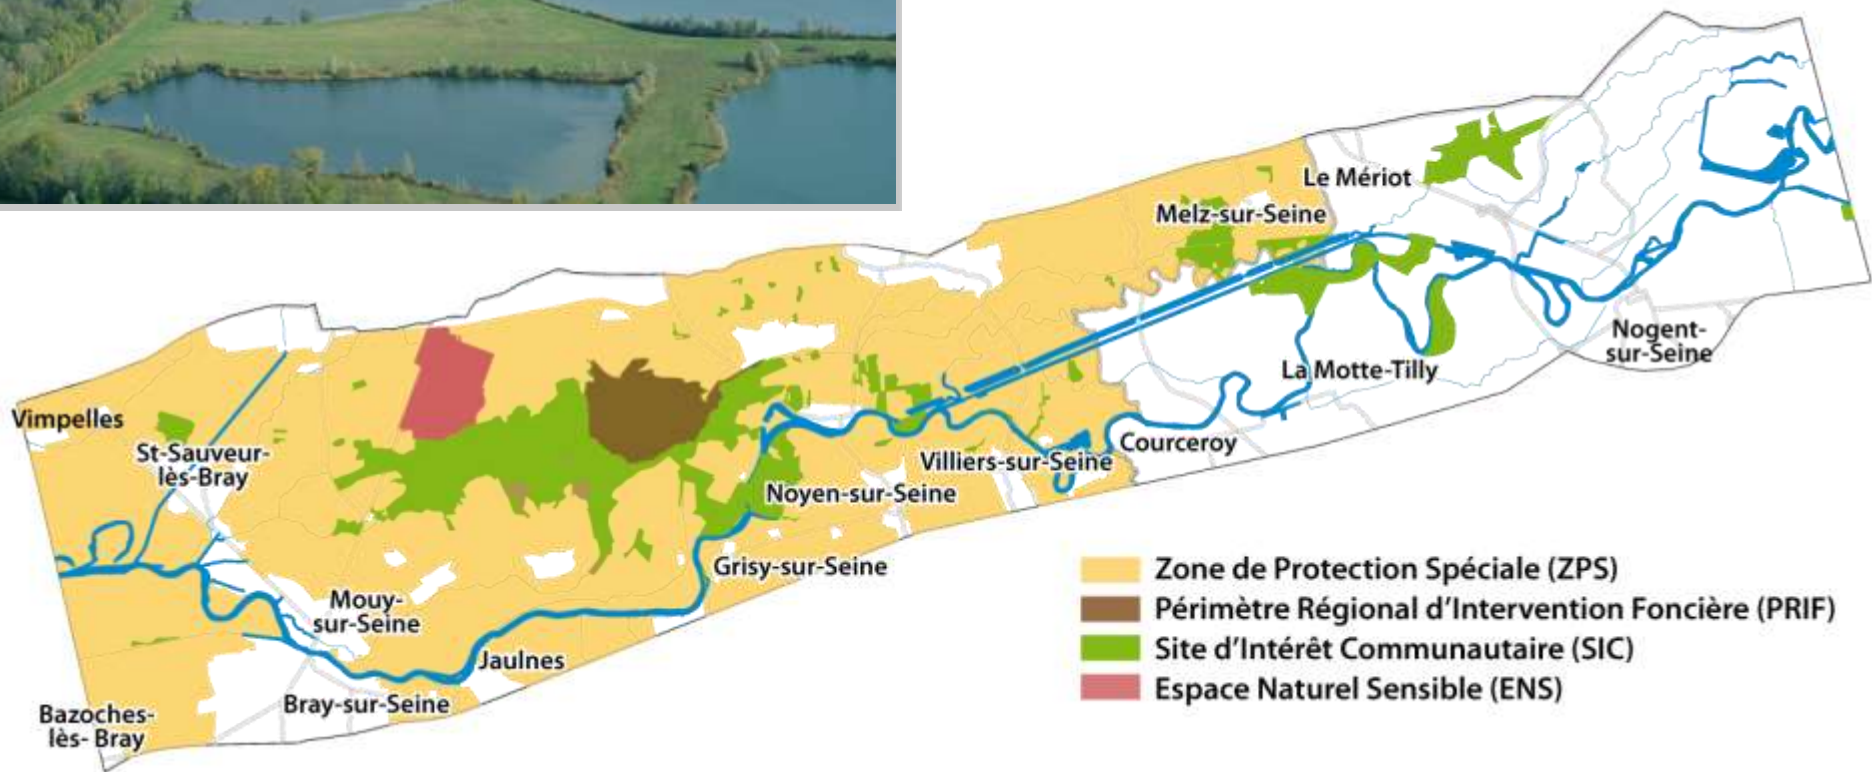 Le Mériot
Melz-sur-Seine
Nogent-
sur-Seine
La Motte-Tilly
Vimpelles
St-Sauveur-
lès-Bray
Courceroy
Villiers-sur-Seine
Noyen-sur-Seine
Grisy-sur-Seine
Mouy-
sur-Seine
Jaulnes
Bray-sur-Seine
Bazoches-
lès- Bray
Zone de Protection Spéciale (ZPS)
Périmètre Régional d'Intervention Foncière (PRIF)
Site d'Intérêt Communautaire (SIC)
Espace Naturel Sensible (ENS)